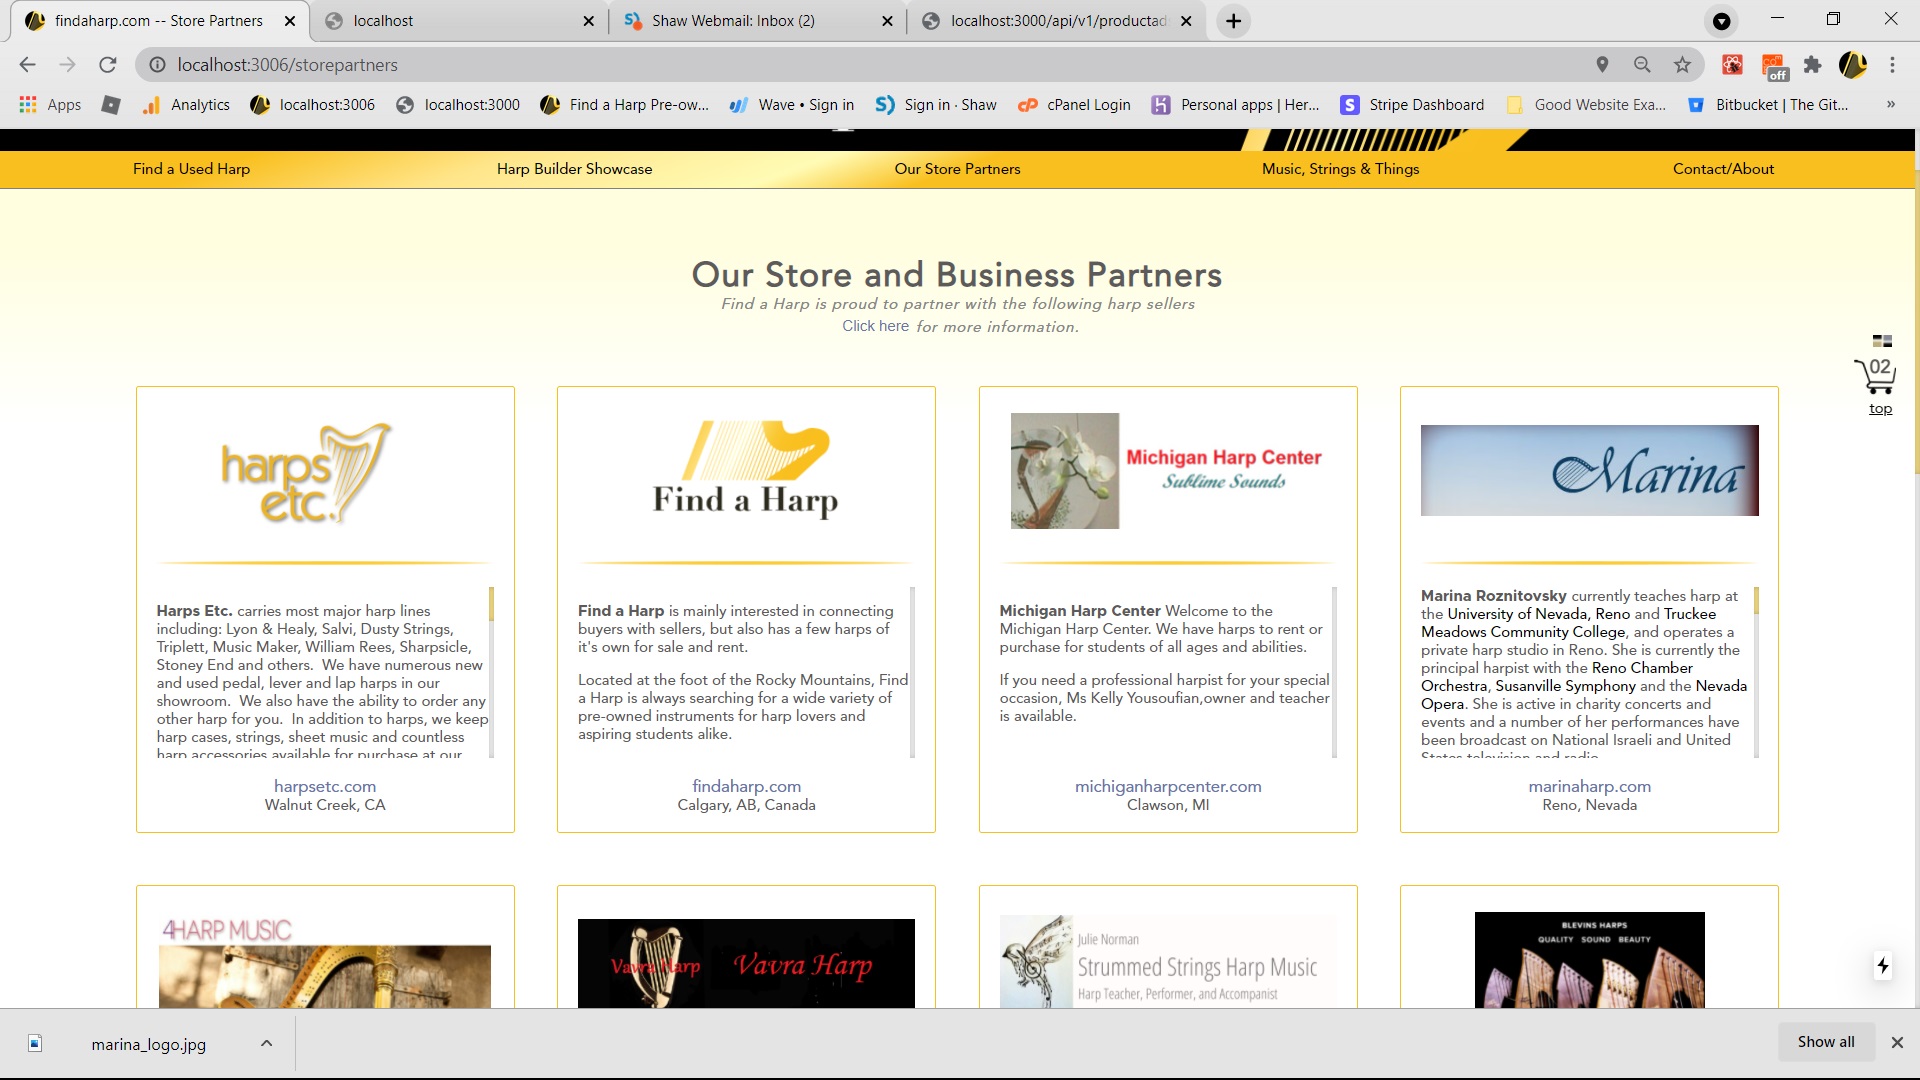 findaharp.com -- Store Partners
localhost
Shaw Webmail: Inbox (2)
localhost:3000/api/v1/productad
localhost:3006/storepartners
off
Apps
Analytics
localhost:3006
localhost:3000
Find a Harp Pre-ow...
Wave • Sign in
Sign in · Shaw
cPanel Login
Personal apps | Her...
Stripe Dashboard
Good Website Exa...
Bitbucket | The Git...
»
Find a Used Harp
Harp Builder Showcase
Our Store Partners
Music, Strings & Things
Contact/About
Our Store and Business Partners
Find a Harp is proud to partner with the following harp sellers
Click here for more information.
02
top
harps
etc.
Harps Etc. carries most major harp lines
including: Lyon & Healy, Salvi, Dusty Strings,
Triplett, Music Maker, William Rees, Sharpsicle,
Stoney End and others. We have numerous new
and used pedal, lever and lap harps in our
showroom. We also have the ability to order any
other harp for you. In addition to harps, we keep
harp cases, strings, sheet music and countless
harp accessories available for purchase at our
harpsetc.com
Walnut Creek, CA
Find a Harp
Find a Harp is mainly interested in connecting
buyers with sellers, but also has a few harps of
it's own for sale and rent.
Located at the foot of the Rocky Mountains, Find
a Harp is always searching for a wide variety of
pre-owned instruments for harp lovers and
aspiring students alike.
findaharp.com
Calgary, AB, Canada
Michigan Harp Center
Sublime Sounds
Michigan Harp Center Welcome to the
Michigan Harp Center. We have harps to rent or
purchase for students of all ages and abilities.
If you need a professional harpist for your special
occasion, Ms Kelly Yousoufian,owner and teacher
is available.
michiganharpcenter.com
Clawson, MI
Marina
Marina Roznitovsky currently teaches harp at
the University of Nevada, Reno and Truckee
Meadows Community College, and operates a
private harp studio in Reno. She is currently the
principal harpist with the Reno Chamber
Orchestra, Susanville Symphony and the Nevada
Opera. She is active in charity concerts and
events and a number of her performances have
been broadcast on National Israeli and United
States television and radio.
marinaharp.com
Reno, Nevada
4HARP MUSIC
Vavra Harp
Vavra Harp
Julie Norman
Strummed Strings Harp Music
Harp Teacher, Performer, and Accompanist
BLEVINS HARPS
QUALITY SOUND BEAUTY
marina_logo.jpg
Show all